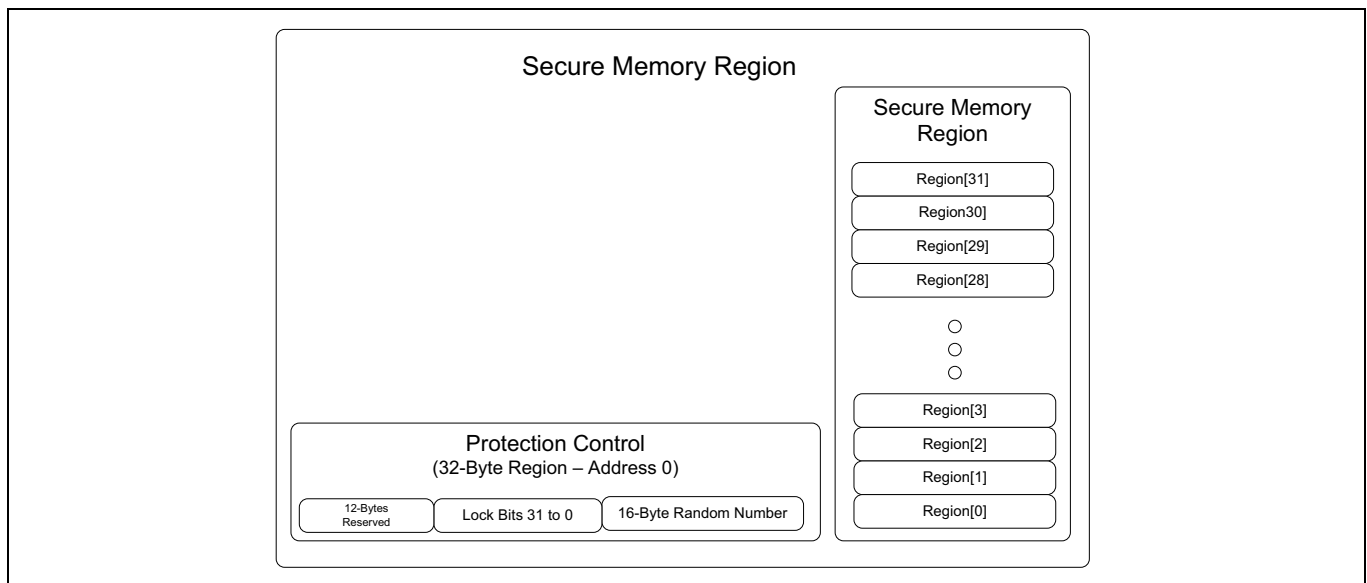 Secure Memory Region
Secure Memory
Region
Region[31]
Region30]
Region[29]
Region[28]
Region[3]
Region[2]
Region[1]
Region[0]
Protection Control
(32-Byte Region – Address 0)
12-Bytes
Reserved
Lock Bits 31 to 0
16-Byte Random Number